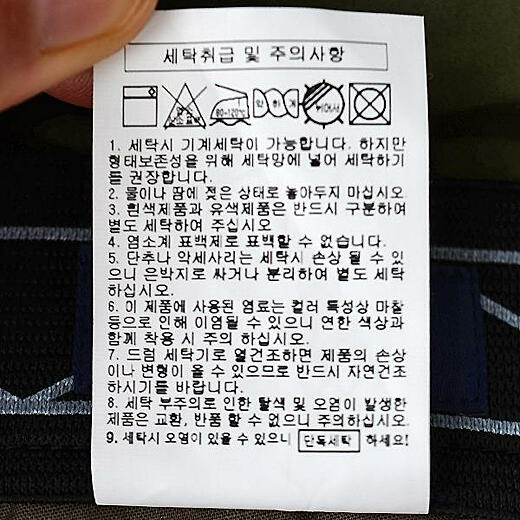 세탁취급 및 주의사항
염소표백
80~120℃
약하게
뉘어서
1. 세탁시 기계세탁이 가능합니다. 하지만
형태보존성을 위해 세탁망에 넣어 세탁하기
를 권장합니다.
2. 물이나 땀에 젖은 상태로 놓아두지 마십시오
3. 흰색제품과 유색제품은 반드시 구분하여
별도 세탁하여 주십시오
4. 염소계 표백제로 표백할 수 없습니다.
5. 단추나 악세사리는 세탁시 손상 될 수 있
으니 은박지로 싸거나 분리하여 별도 세탁
하십시오.
6. 이 제품에 사용된 염료는 컬러 특성상 마찰
등으로 인해 이염될 수 있으니 연한 색상과
함께 착용 시 주의 하십시오.
7. 드럼 세탁기로 열건조하면 제품의 손상
이나 변형이 올 수 있으므로 반드시 자연건조
하시기를 바랍니다.
8. 세탁 부주의로 인한 탈색 및 오염이 발생한
제품은 교환, 반품 할 수 없으니 주의하십시오.
9. 세탁시 오염이 있을 수 있으니 단독세탁 하세요!